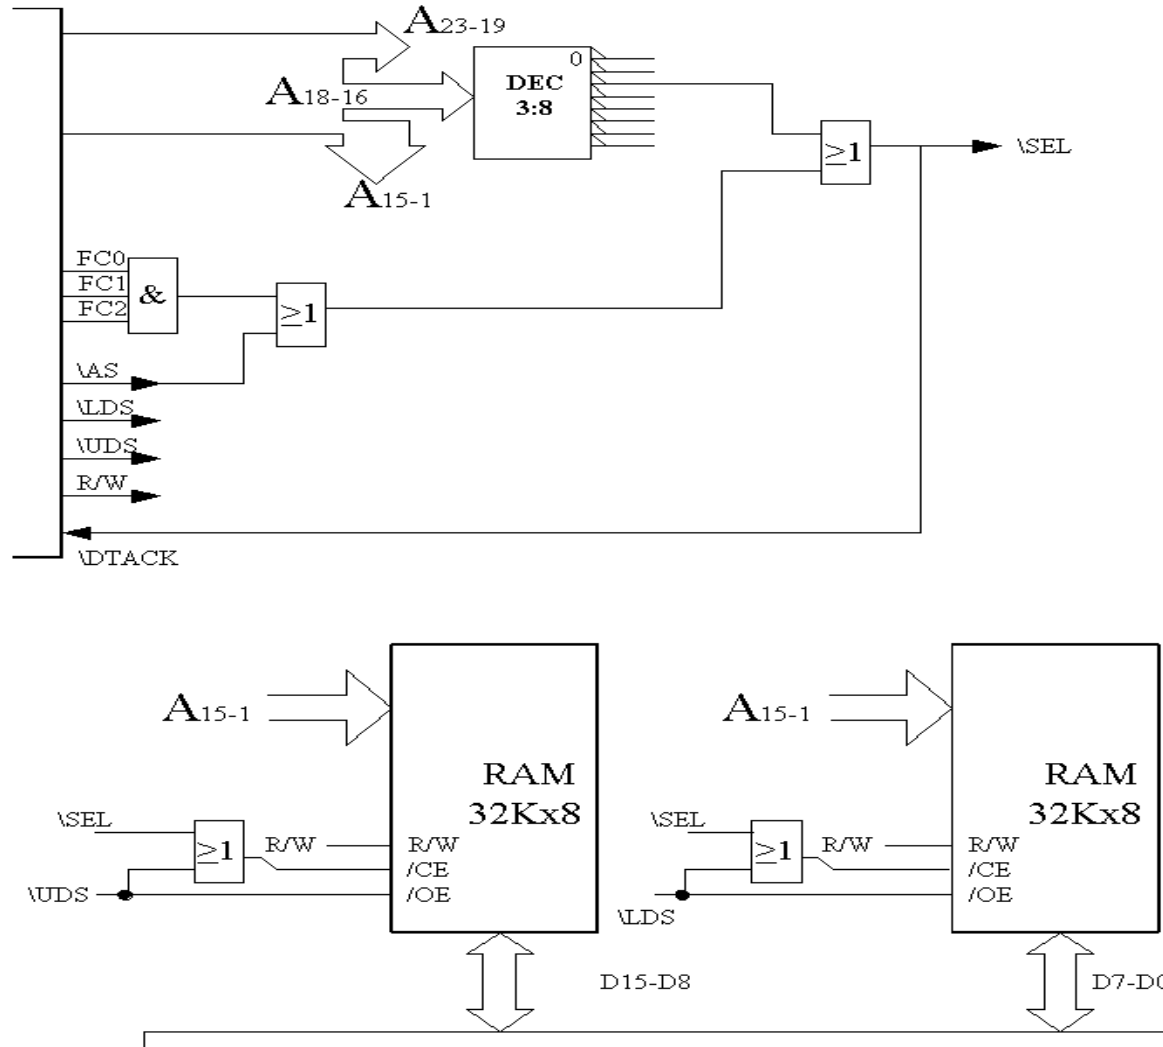 A23-19
0
DEC
3:8
A18-16
≥1
\SEL
A15-1
FC0
FC1
FC2
&
≥1
\AS
\LDS
\UDS
R/W
\DTACK
A15-1
A15-1
RAM
32Kx8
RAM
32Kx8
\SEL
≥1
R/W
R/W
/CE
/OE
\UDS
\SEL
≥1
R/W
R/W
/CE
/OE
\LDS
D15-D8
D7-D0